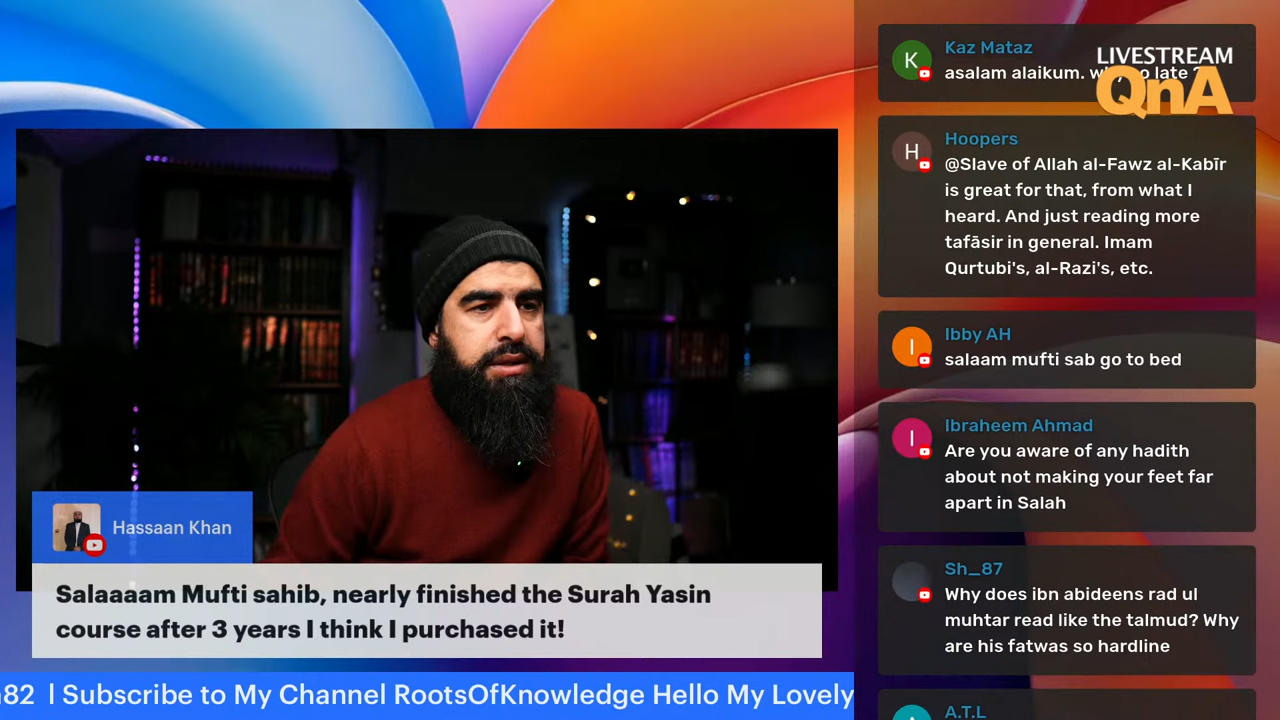 Kaz Mataz
asalam alaikum. why so late ?
LIVESTREAM
QnA
Hoopers
@Slave of Allah al-Fawz al-Kabīr
is great for that, from what I
heard. And just reading more
tafāsir in general. Imam
Qurtubi's, al-Razi's, etc.
Ibby AH
salaam mufti sab go to bed
Ibraheem Ahmad
Are you aware of any hadith
about not making your feet far
apart in Salah
Sh_87
Why does ibn abideens rad ul
muhtar read like the talmud? Why
are his fatwas so hardline
A.T.L
Hassaan Khan
Salaaaam Mufti sahib, nearly finished the Surah Yasin
course after 3 years I think I purchased it!
82 l Subscribe to My Channel RootsOfKnowledge Hello My Lovely